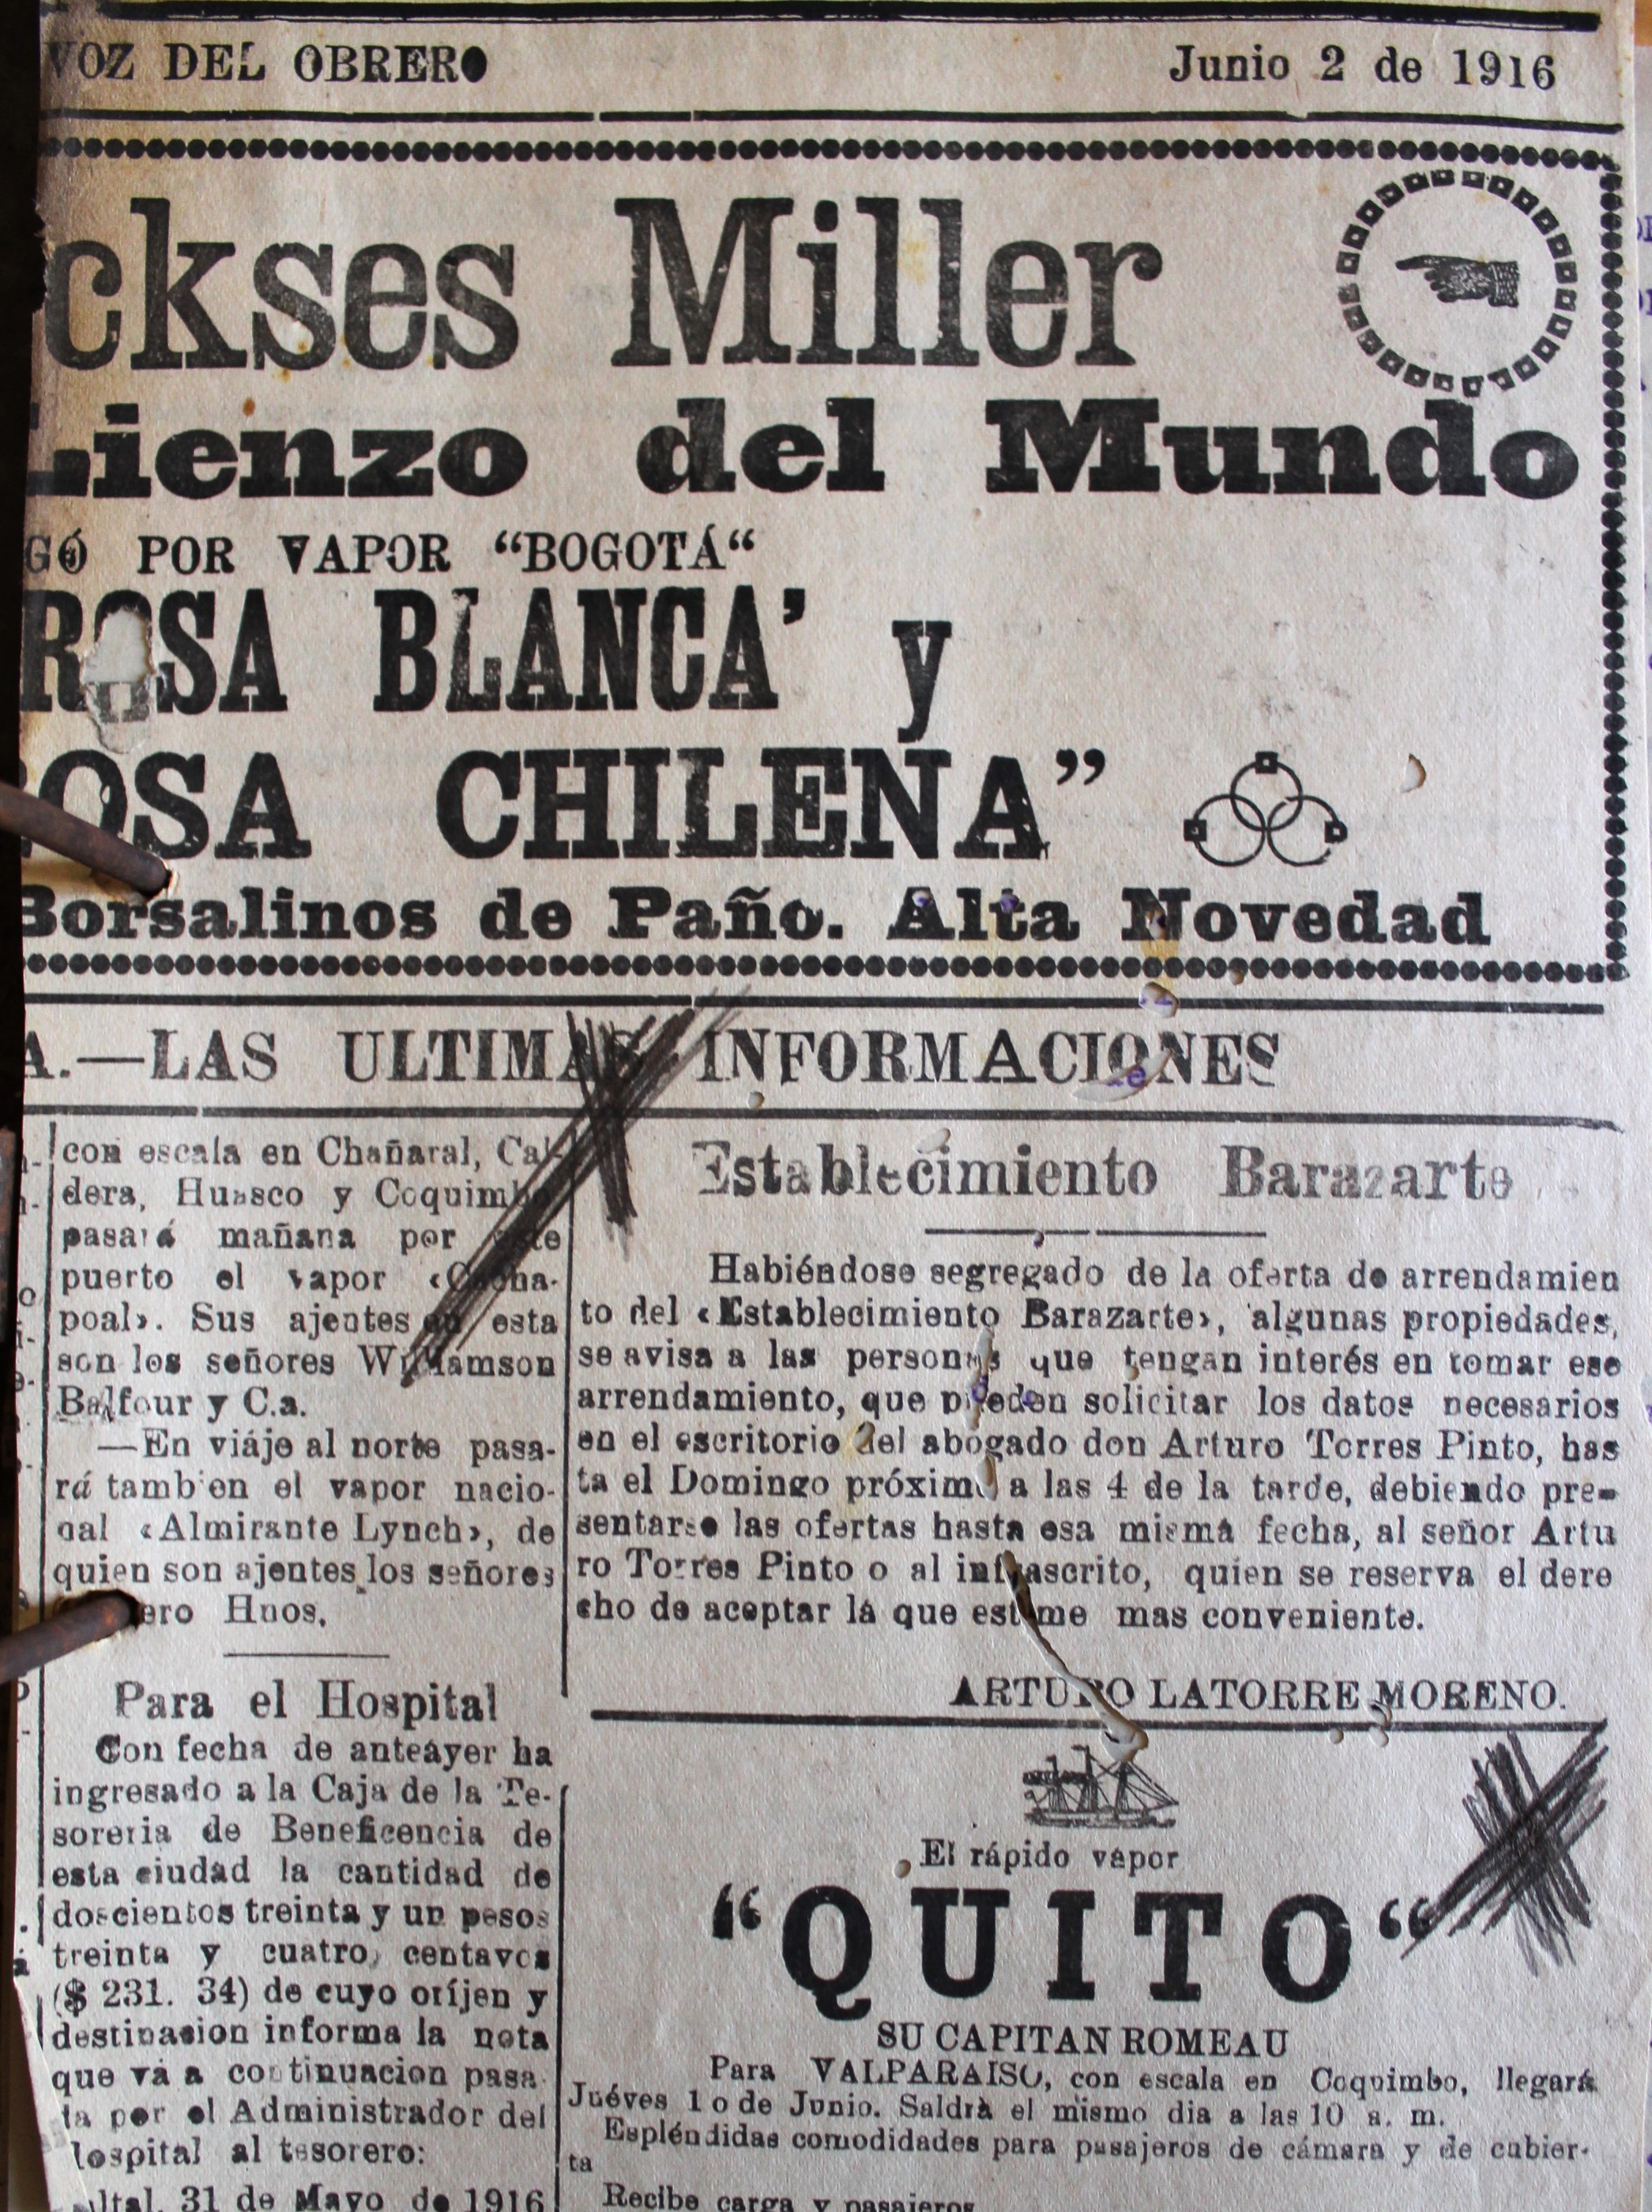 VOZ DEL OBRERO
Junio 2 de 1916
ckses Miller
Lienzo del Mundo
GÓ POR VAPOR “BOGOTÁ“
ROSA BLANCA’ y
OSA CHILENA”
Borsalinos de Paño. Alta Novedad
A.—LAS ULTIMAS INFORMACIONES
con escala en Chañaral, Cal-
dera, Huasco y Coquimbo
pasará mañana por este
puerto el vapor «Cacha-
poal». Sus ajentes en esta
son los señores Williamson
Balfour y C.a.
—En viáje al norte pasa-
rá tambien el vapor nacio-
nal «Almirante Lynch», de
quien son ajentes los señores
ero Hnos.
Para el Hospital
Con fecha de anteayer ha
ingresado a la Caja de la Te-
soreria de Beneficencia de
esta ciudad la cantidad de
doscientos treinta y un pesos
treinta y cuatro centavos
($ 231. 34) de cuyo oríjen y
destinacion informa la nota
que vá a continuacion pasa
da por el Administrador del
Hospital al tesorero:
altal, 31 de Mayo de 1916
Establecimiento Barazarte
Habiéndose segregado de la oferta de arrendamien
to del «Establecimiento Barazarte», algunas propiedades,
se avisa a las personas que tengan interés en tomar ese
arrendamiento, que pueden solicitar los datos necesarios
en el escritorio del abogado don Arturo Torres Pinto, has
ta el Domingo próximo a las 4 de la tarde, debiendo pre-
sentarse las ofertas hasta esa misma fecha, al señor Artu
ro Torres Pinto o al infrascrito, quien se reserva el dere
cho de aceptar la que estime mas conveniente.
ARTURO LATORRE MORENO.
El rápido vapor
“QUITO“
SU CAPITAN ROMEAU
Para VALPARAISO, con escala en Coquimbo, llegará
Juéves 1 o de Junio. Saldrà el mismo dia a las 10 a. m.
Espléndidas comodidades para pasajeros de cámara y de cubier-
ta
Recibe carga y pasajeros